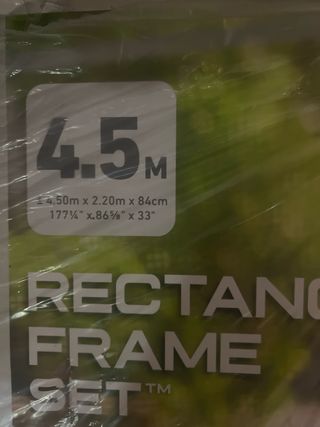 4.5M
± 4.50m x 2.20m x 84cm
177¼" x 86⅝" x 33"
RECTANG
FRAME
SET™